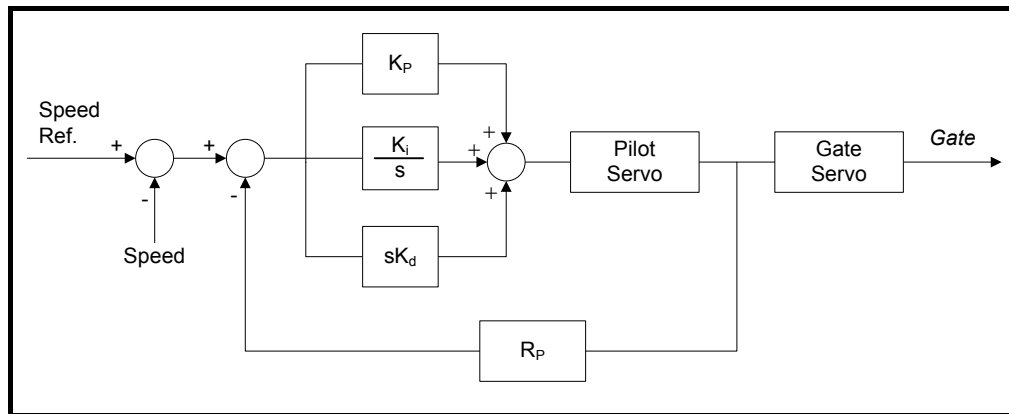 K_P
Speed
Ref.
+
+
K_i
s
+
+
+
Pilot
Servo
Gate
Servo
Gate
-
-
Speed
sK_d
R_P